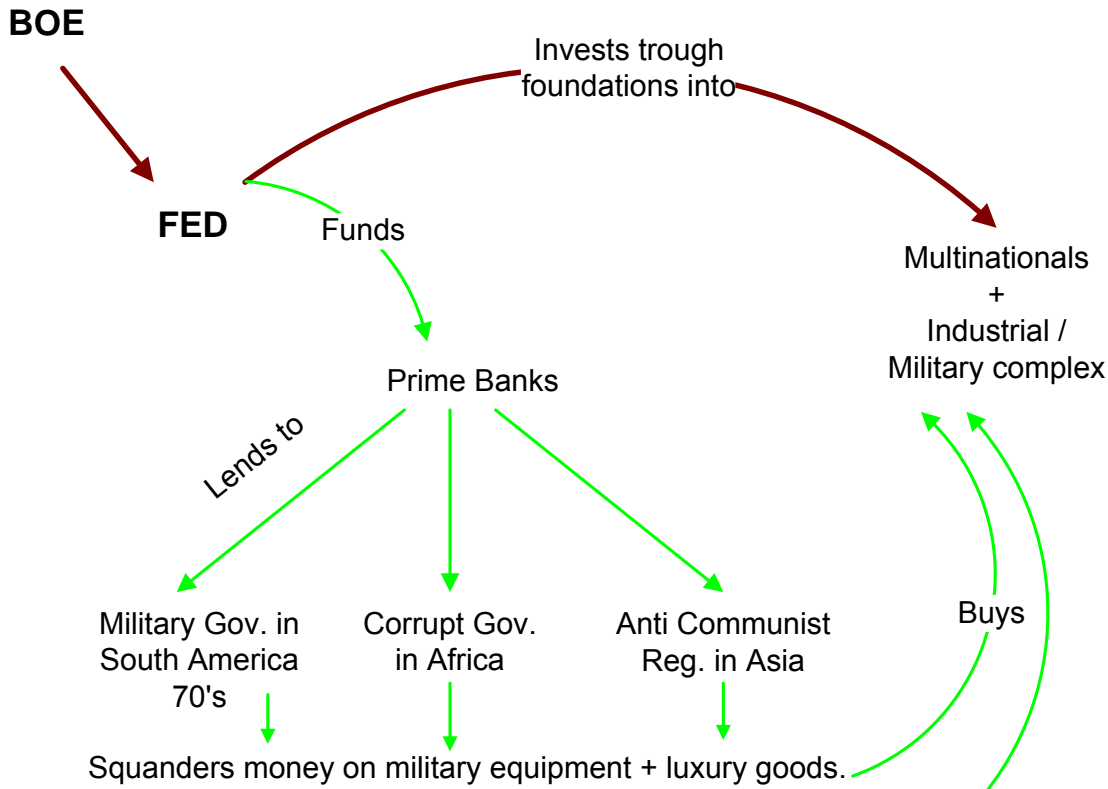 BOE
Invests trough
foundations into
FED
Funds
Multinationals
+
Industrial /
Military complex
Prime Banks
Lends to
Military Gov. in
South America
70's
Corrupt Gov.
in Africa
Anti Communist
Reg. in Asia
Buys
Squanders money on military equipment + luxury goods.